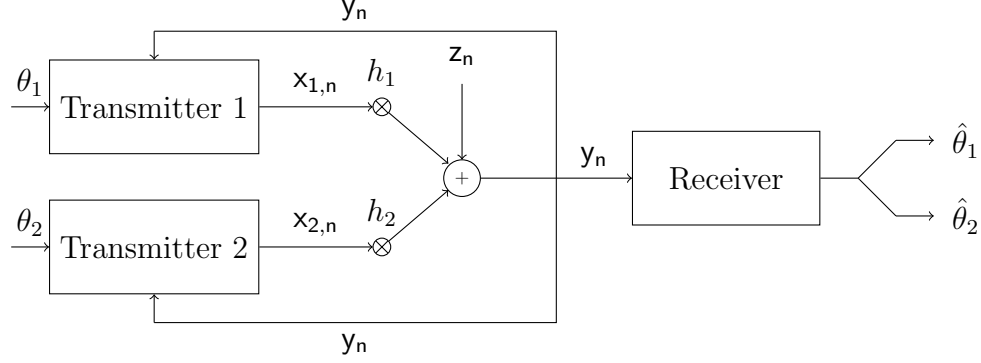 yₙ
θ₁
Transmitter 1
x₁,ₙ
h₁
zₙ
+
yₙ
Receiver
θ̂₁
θ̂₂
θ₂
Transmitter 2
x₂,ₙ
h₂
yₙ